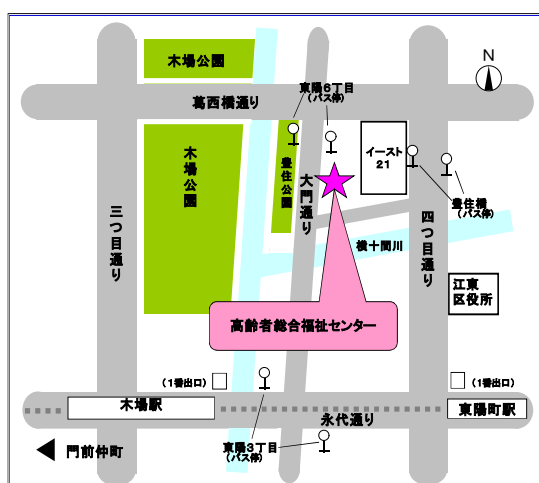 木場公園
N
東陽6丁目
(バス停)
葛西橋通り
木場公園
豊住公園
大門通り
イースト
21
豊住橋
(バス停)
三つ目通り
四つ目通り
横十間川
江東
区役所
高齢者総合福祉センター
(1番出口)
(1番出口)
木場駅
東陽町駅
永代通り
門前仲町
東陽3丁目
(バス停)